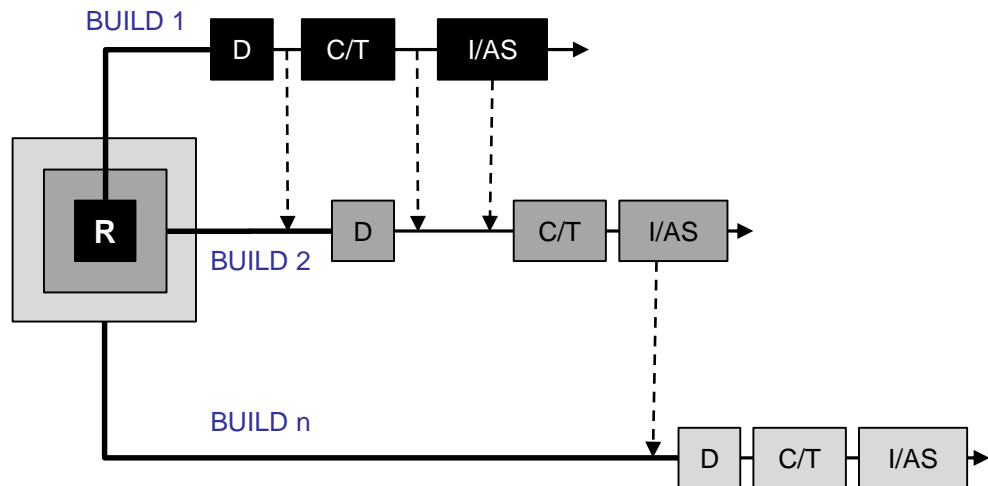 BUILD 1
D
C/T
I/AS
R
D
C/T
I/AS
BUILD 2
BUILD n
D
C/T
I/AS